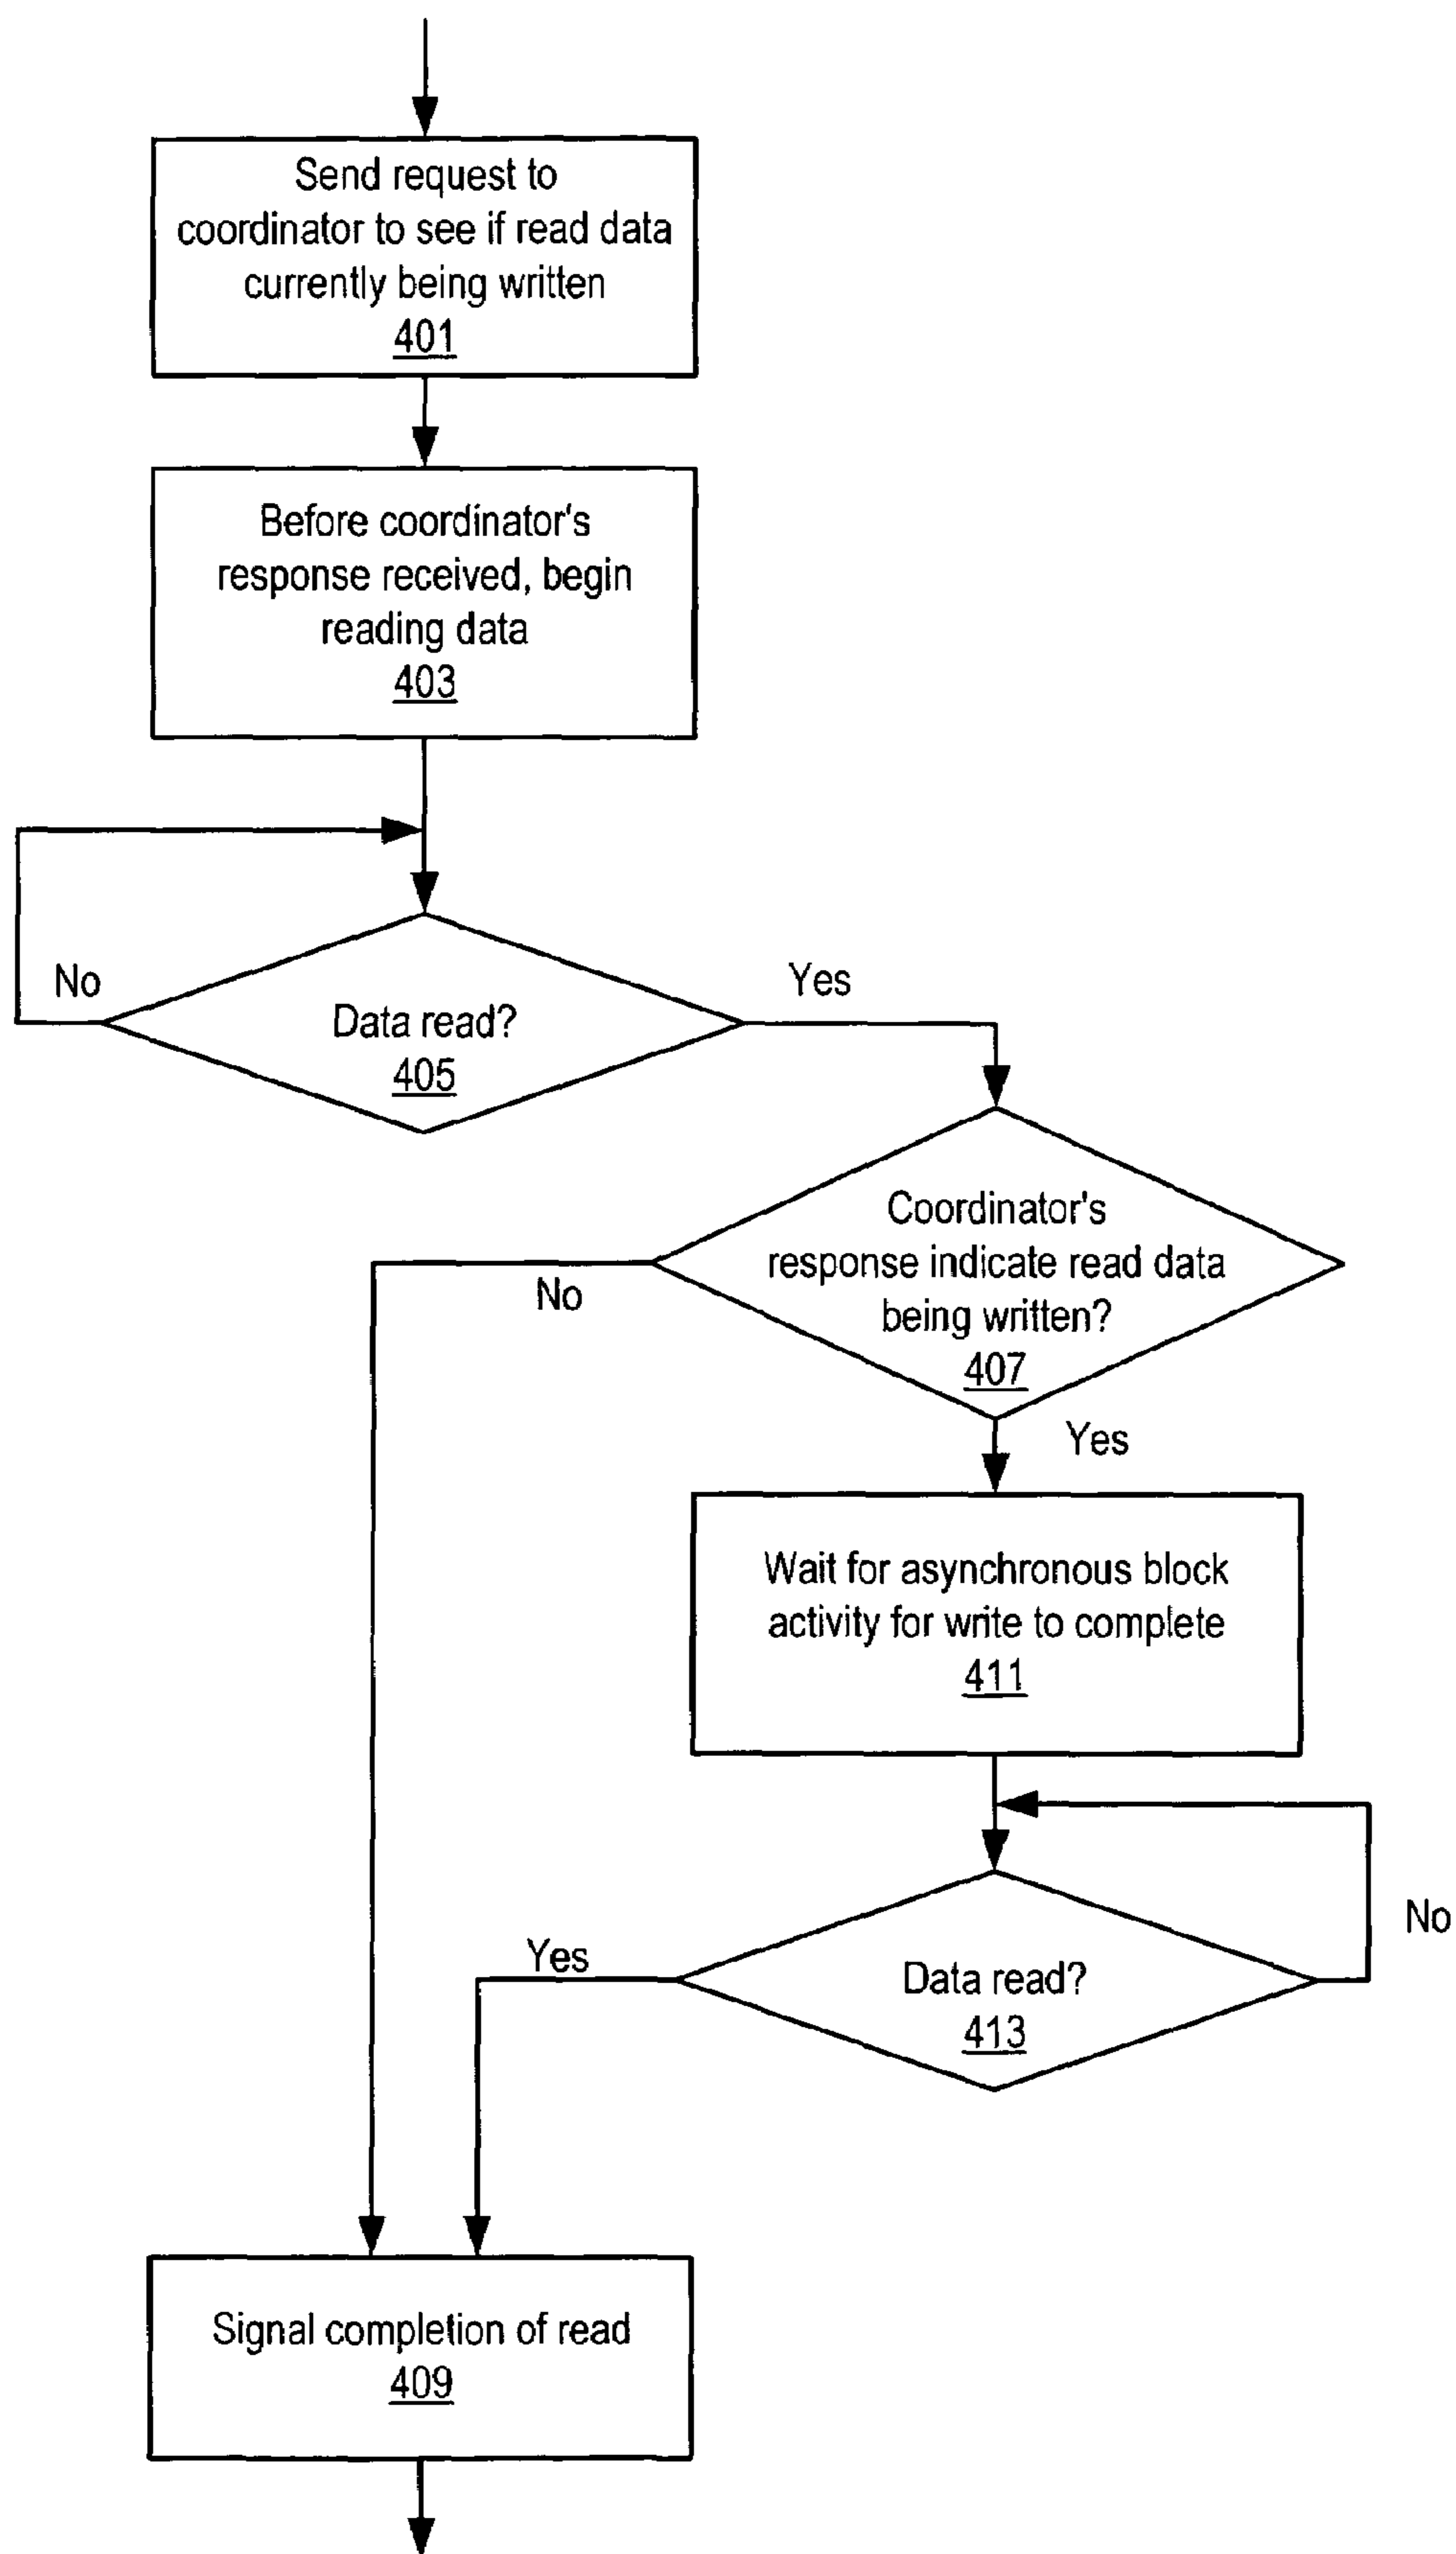 Send request to
coordinator to see if read data
currently being written
401
Before coordinator's
response received, begin
reading data
403
No
Yes
Data read?
405
Coordinator's
response indicate read data
being written?
407
No
Yes
Wait for asynchronous block
activity for write to complete
411
No
Yes
Data read?
413
Signal completion of read
409